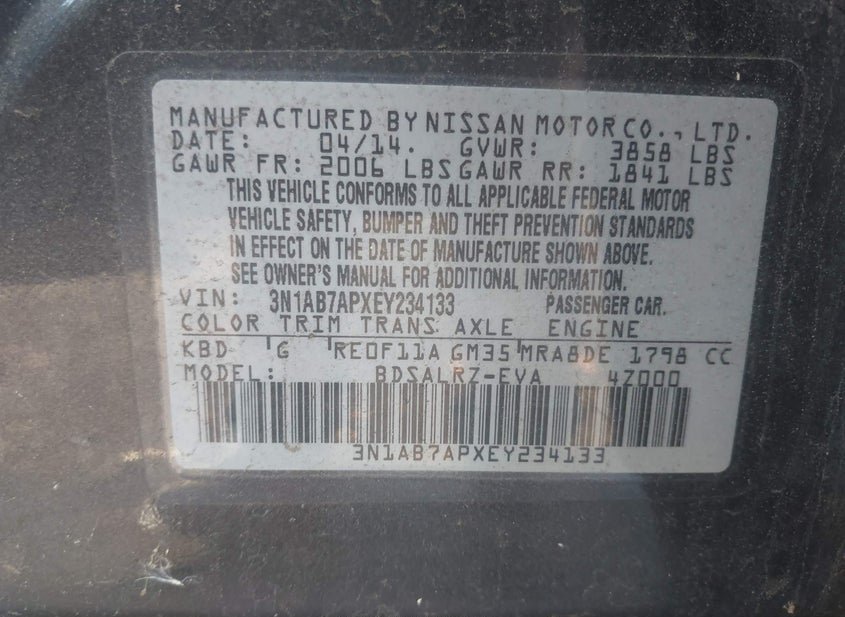 MANUFACTURED BY NISSAN MOTOR CO., LTD.
DATE: 04/14. GVWR: 3858 LBS
GAWR FR: 2006 LBS GAWR RR: 1841 LBS
THIS VEHICLE CONFORMS TO ALL APPLICABLE FEDERAL MOTOR
VEHICLE SAFETY, BUMPER AND THEFT PREVENTION STANDARDS
IN EFFECT ON THE DATE OF MANUFACTURE SHOWN ABOVE.
SEE OWNER'S MANUAL FOR ADDITIONAL INFORMATION.
VIN: 3N1AB7APXEY234133 PASSENGER CAR.
COLOR TRIM TRANS AXLE ENGINE
KBD G RE0F11A GM35 MRA8DE 1798 CC
MODEL: BDSALRZ-EVA 4Z000
3N1AB7APXEY234133